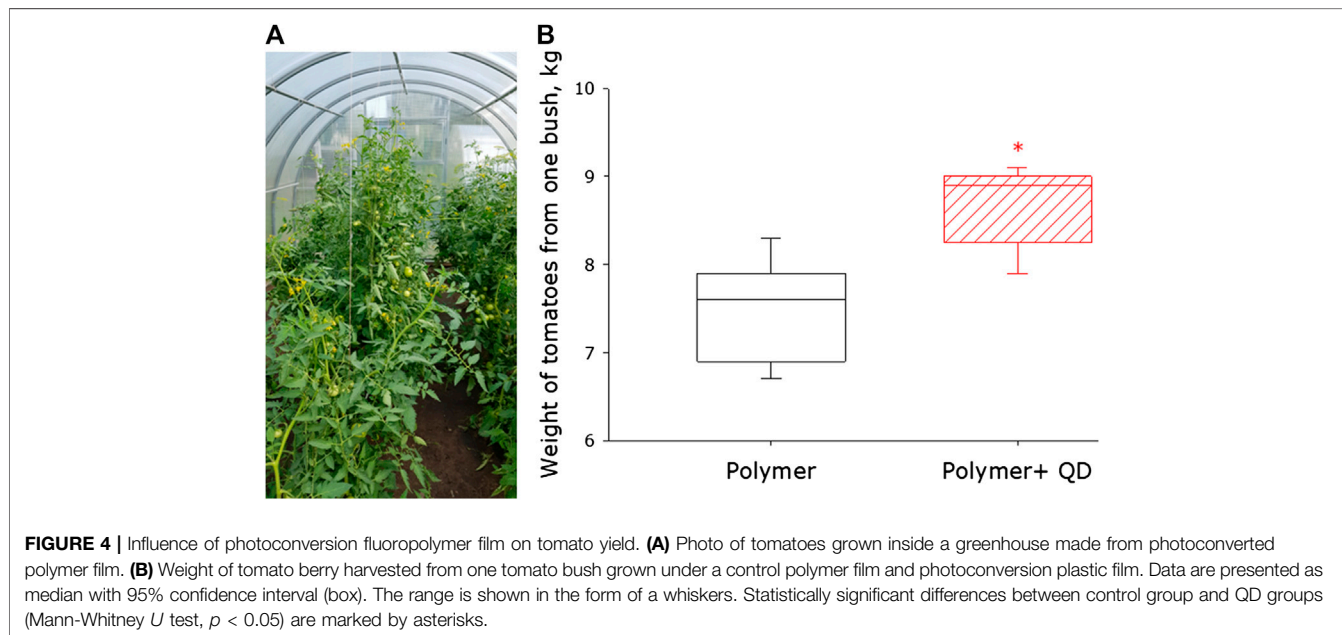 A
B
Weight of tomatoes from one bush, kg
10
9
8
7
6
*
Polymer
Polymer+ QD
FIGURE 4 | Influence of photoconversion fluoropolymer film on tomato yield. (A) Photo of tomatoes grown inside a greenhouse made from photoconverted
polymer film. (B) Weight of tomato berry harvested from one tomato bush grown under a control polymer film and photoconversion plastic film. Data are presented as
median with 95% confidence interval (box). The range is shown in the form of a whiskers. Statistically significant differences between control group and QD groups
(Mann-Whitney U test, p < 0.05) are marked by asterisks.